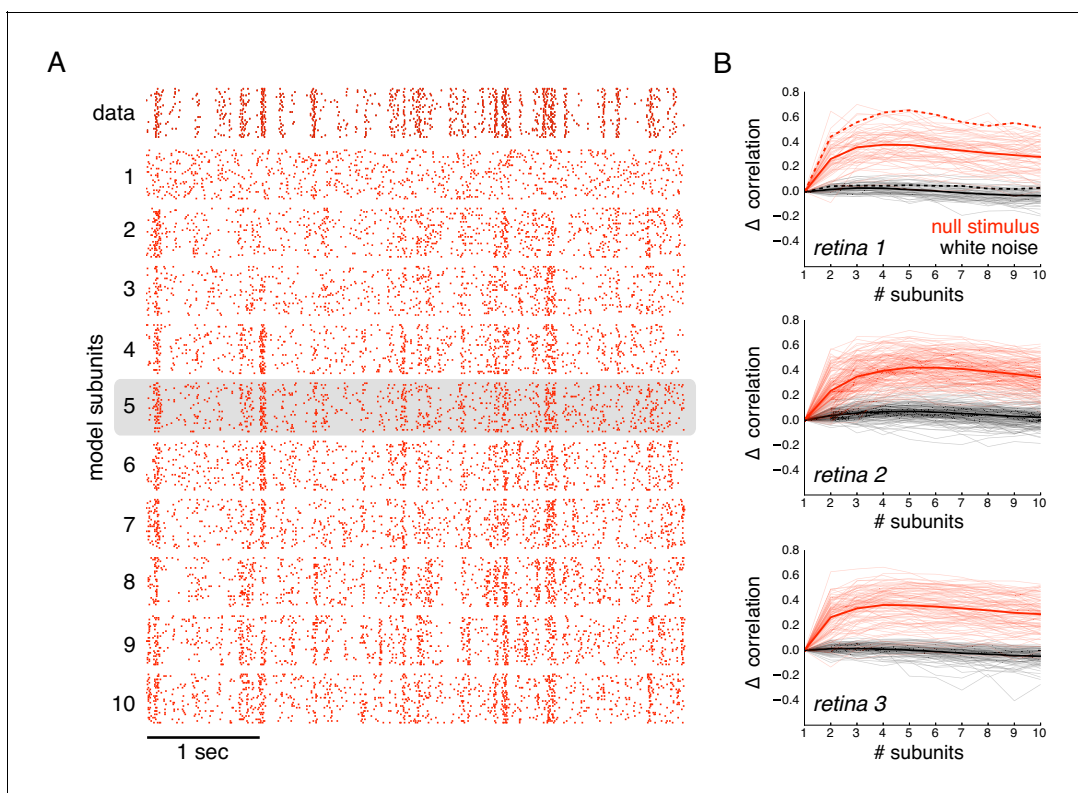 A
data
model subunits
1
2
3
4
5
6
7
8
9
10
1 sec
B
Δ correlation
0.8
0.6
0.4
0.2
0.0
−0.2
−0.4
null stimulus
white noise
retina 1
1 2 3 4 5 6 7 8 9 10
# subunits
Δ correlation
0.8
0.6
0.4
0.2
0.0
−0.2
−0.4
retina 2
1 2 3 4 5 6 7 8 9 10
# subunits
Δ correlation
0.8
0.6
0.4
0.2
0.0
−0.2
−0.4
retina 3
1 2 3 4 5 6 7 8 9 10
# subunits